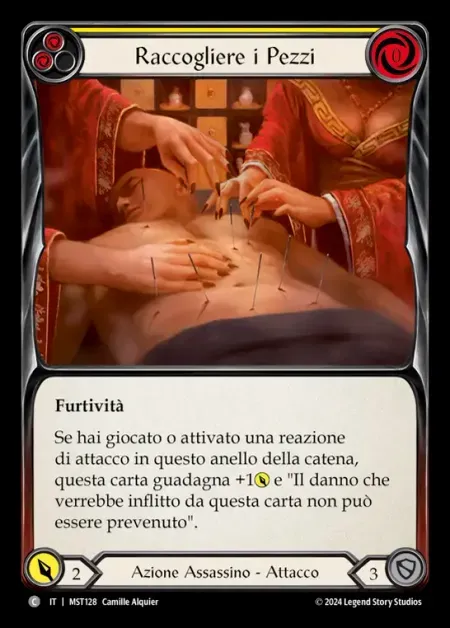 Raccogliere i Pezzi
0
Furtività
Se hai giocato o attivato una reazione
di attacco in questo anello della catena,
questa carta guadagna +1 e "Il danno che
verrebbe inflitto da questa carta non può
essere prevenuto".
2
Azione Assassino - Attacco
3
C IT | MST128 Camille Alquier
© 2024 Legend Story Studios